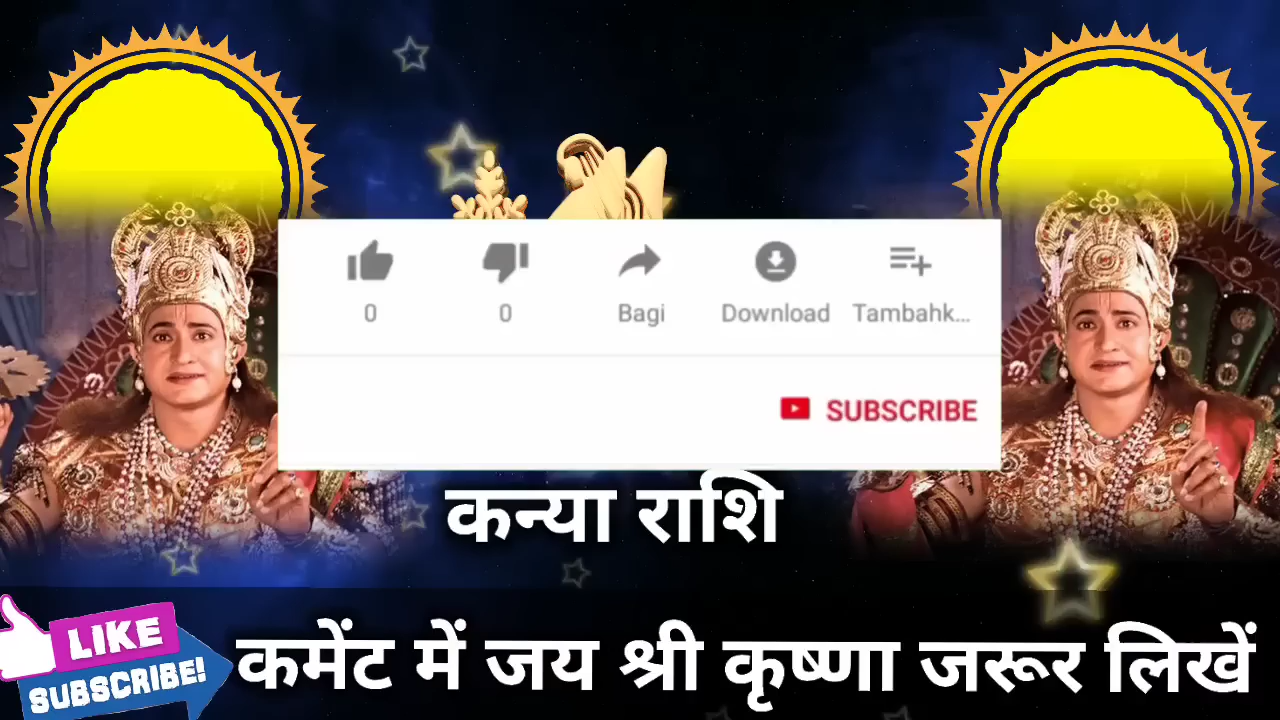 0 0 Bagi Download Tambahk...
SUBSCRIBE
कन्या राशि
LIKE
SUBSCRIBE!
कमेंट में जय श्री कृष्णा जरूर लिखें